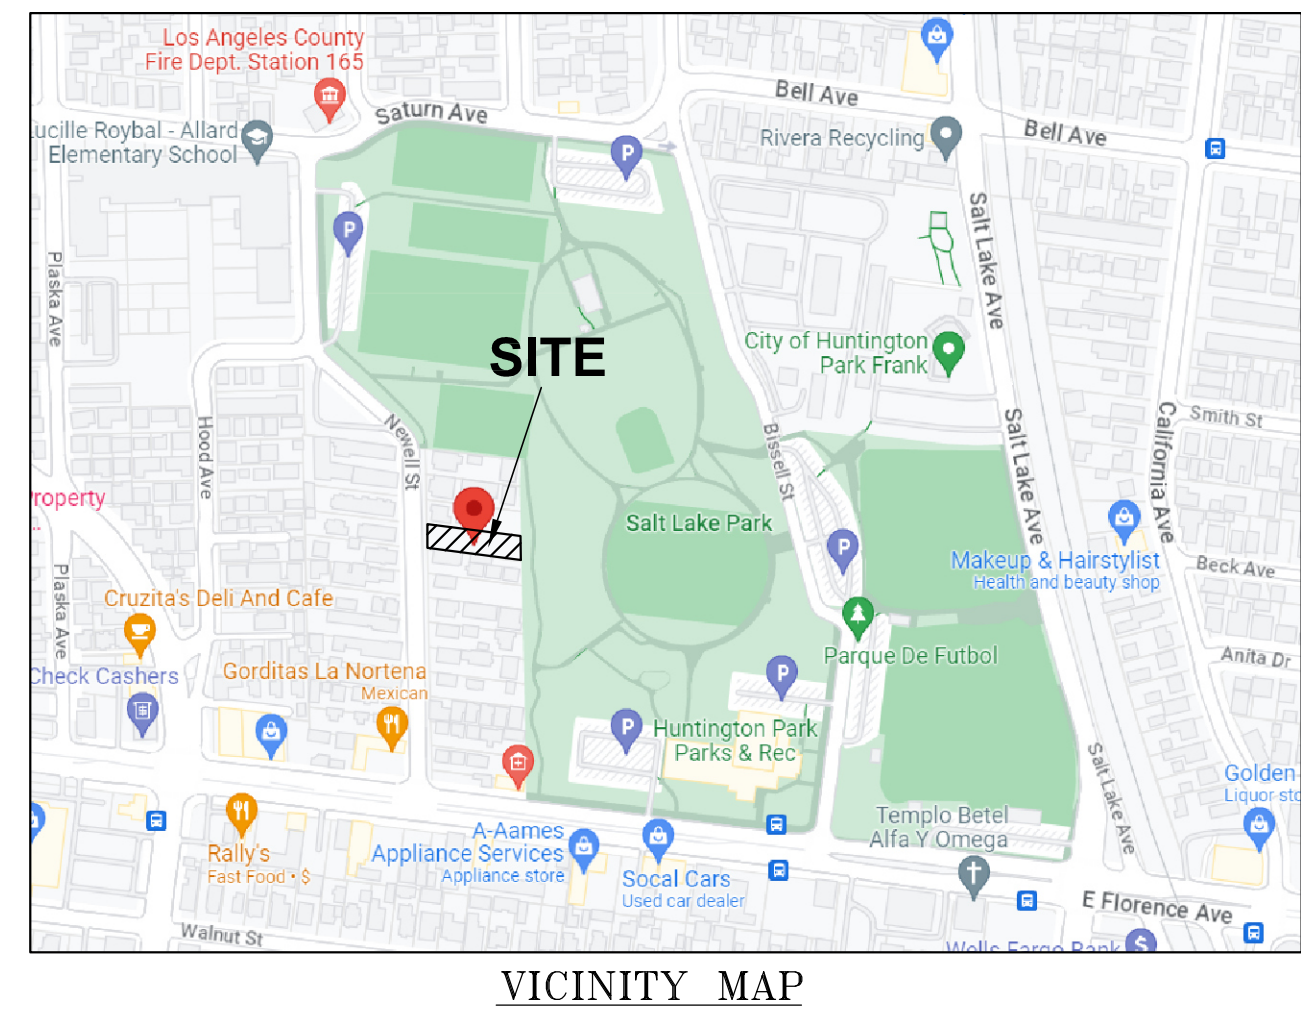 Los Angeles County
Fire Dept. Station 165
Saturn Ave
Bell Ave
Bell Ave
Rivera Recycling
ucille Roybal - Allard
Elementary School
P
P
Salt Lake Ave
Plaska Ave
SITE
City of Huntington
Park Frank
Hood Ave
Newell St
Bissell St
Salt Lake Ave
California Ave
Smith St
roperty
Salt Lake Park
P
Makeup & Hairstylist
Health and beauty shop
Beck Ave
Plaska Ave
Cruzita's Deli And Cafe
Check Cashers
Gorditas La Nortena
Mexican
Parque De Futbol
Anita Dr
P
P
Huntington Park
Parks & Rec
Salt Lake Ave
Golden
Liquor sto
Rally's
Fast Food • $
A-Aames
Appliance Services
Appliance store
Socal Cars
Used car dealer
Templo Betel
Alfa Y Omega
E Florence Ave
Walnut St
Wells Fargo Bank
$
VICINITY MAP